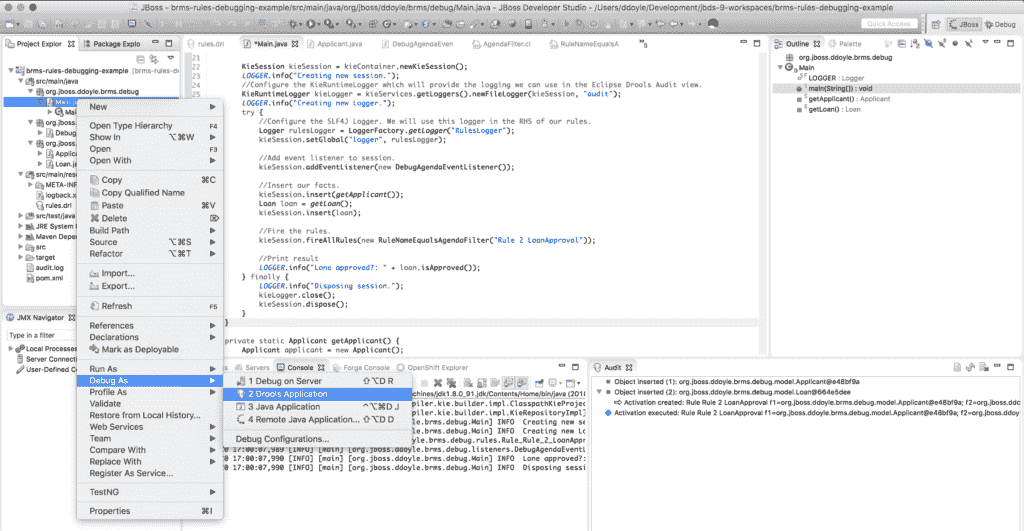 JBoss - brms-rules-debugging-example/src/main/java/org/jboss/ddoyle/brms/debug/Main.java - JBoss Developer Studio - /Users/ddoyle/Development/jbds-9-workspaces/brms-rules-debugging-example
Quick Access
JBoss
Debug
Project Explor
Package Explo
brms-rules-debugging-example [brms-rules-d
src/main/java
org.jboss.ddoyle.brms.debug
Main
org.jb
Debug
org.jb
Applic
Loan.ja
src/main/reso
META-INF
logback.x
rules.drl
src/test/java
JRE System
Maven Depe
src
target
audit.log
pom.xml
JMX Navigator
Type in a filter
Local Processes
Server Connecti
User-Defined Co
New
Open Type Hierarchy F4
Show In ⌥⌘W
Open F3
Open With
Copy ⌘C
Copy Qualified Name
Paste ⌘V
Delete
Build Path
Source ⌥⌘S
Refactor ⌥⌘T
Import...
Export...
Refresh F5
References
Declarations
Mark as Deployable
Run As
Debug As
Profile As
Validate
Restore from Local History...
Web Services
Team
Compare With
Replace With
Register As Service...
TestNG
Properties ⌘I
1 Debug on Server ⇧⌥D R
2 Drools Application
3 Java Application ^⌥⌘D J
4 Remote Java Application... ⇧⌥D D
Debug Configurations...
rules.drl
*Main.java
Applicant.java
DebugAgendaEven
AgendaFilter.cl
RuleNameEqualsA
21
22 KieSession kieSession = kieContainer.newKieSession();
23 LOGGER.info("Creating new session.");
24 //Configure the KieRuntimeLogger which will provide the logging we can use in the Eclipse Drools Audit view.
25 KieRuntimeLogger kieLogger = kieServices.getLoggers().newFileLogger(kieSession, "audit");
LOGGER.info("Creating new Logger.");
try {
//Configure the SLF4J Logger. We will use this logger in the RHS of our rules.
Logger rulesLogger = LoggerFactory.getLogger("RulesLogger");
kieSession.setGlobal("logger", rulesLogger);
//Add event listener to session.
kieSession.addEventListener(new DebugAgendaEventListener());
//Insert our facts.
kieSession.insert(getApplicant());
Loan loan = getLoan();
kieSession.insert(loan);
//Fire the rules.
kieSession.fireAllRules(new RuleNameEqualsAgendaFilter("Rule 2 LoanApproval"));
//Print result
LOGGER.info("Lone approved?: " + loan.isApproved());
} finally {
LOGGER.info("Disposing session.");
kieLogger.close();
kieSession.dispose();
}
}
private static Applicant getApplicant() {
Applicant applicant = new Applicant();
Servers
Console
Forge Console
OpenShift Explorer
achines/jdk1.8.0_91.jdk/Contents/Home/bin/java (2016
mpiler.kie.builder.impl.ClasspathKieProjec
mpiler.kie.builder.impl.KieRepositoryImpl]
.ddoyle.brms.debug.Main] INFO Creating new se
.ddoyle.brms.debug.Main] INFO Creating new Lo
.ddoyle.brms.debug.rules.Rule_Rule_2_LoanAppr
17:00:07,989 [INFO] [main] [org.jboss.ddoyle.brms.debug.listeners.DebugAgendaEventLi
17:00:07,990 [INFO] [main] [org.jboss.ddoyle.brms.debug.Main] INFO Lone approved?:
17:00:07,990 [INFO] [main] [org.jboss.ddoyle.brms.debug.Main] INFO Disposing sessi
Outline
Palette
org.jboss.ddoyle.brms.debug
Main
LOGGER : Logger
main(String[]) : void
getApplicant() : Applicant
getLoan() : Loan
Audit
Object inserted (1): org.jboss.ddoyle.brms.debug.model.Applicant@e48bf9a
Object inserted (2): org.jboss.ddoyle.brms.debug.model.Loan@664e5dee
Activation created: Rule Rule 2 LoanApproval f1=org.jboss.ddoyle.brms.debug.model.Applicant@e48bf9a; f2=org.jboss.dd
Activation executed: Rule Rule 2 LoanApproval f1=org.jboss.ddoyle.brms.debug.model.Applicant@e48bf9a; f2=org.jboss.ddoy